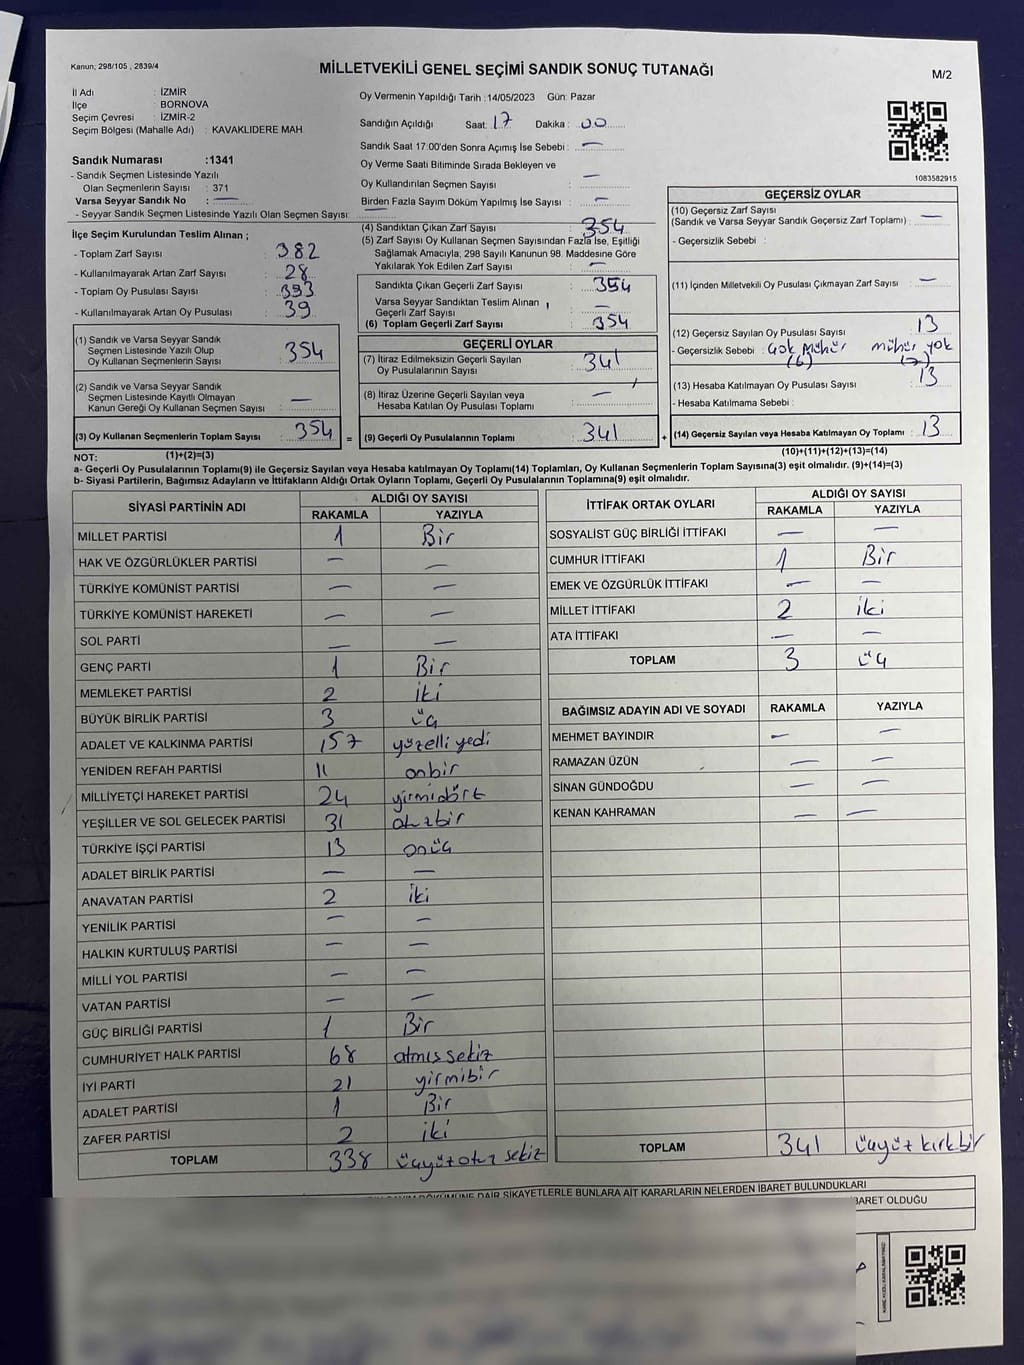 Kanun; 298/105 , 2839/4
MİLLETVEKİLİ GENEL SEÇİMİ SANDIK SONUÇ TUTANAĞI
M/2
İl Adı : İZMİR
İlçe : BORNOVA
Seçim Çevresi : İZMİR-2
Seçim Bölgesi (Mahalle Adı) : KAVAKLIDERE MAH.
Sandık Numarası :1341
- Sandık Seçmen Listesinde Yazılı
Olan Seçmenlerin Sayısı : 371
Varsa Seyyar Sandık No : —
- Seyyar Sandık Seçmen Listesinde Yazılı Olan Seçmen Sayısı: —
Oy Vermenin Yapıldığı Tarih :14/05/2023 Gün: Pazar
Sandığın Açıldığı Saat: 17 Dakika : 00
Sandık Saat 17:00'den Sonra Açımış İse Sebebi : —
Oy Verme Saati Bitiminde Sırada Bekleyen ve
Oy Kullandırılan Seçmen Sayısı : —
Birden Fazla Sayım Döküm Yapılmış İse Sayısı : —
1083582915
İlçe Seçim Kurulundan Teslim Alınan ;
- Toplam Zarf Sayısı : 382
- Kullanılmayarak Artan Zarf Sayısı : 28
- Toplam Oy Pusulası Sayısı : 393
- Kullanılmayarak Artan Oy Pusulası : 39
(4) Sandıktan Çıkan Zarf Sayısı : 354
(5) Zarf Sayısı Oy Kullanan Seçmen Sayısından Fazla İse, Eşitliği
Sağlamak Amacıyla, 298 Sayılı Kanunun 98. Maddesine Göre
Yakılarak Yok Edilen Zarf Sayısı : —
Sandıkta Çıkan Geçerli Zarf Sayısı : 354
Varsa Seyyar Sandıktan Teslim Alınan
Geçerli Zarf Sayısı : —
(6) Toplam Geçerli Zarf Sayısı : 354
GEÇERSİZ OYLAR
(10) Geçersiz Zarf Sayısı
(Sandık ve Varsa Seyyar Sandık Geçersiz Zarf Toplamı) : —
- Geçersizlik Sebebi :
(11) İçinden Milletvekili Oy Pusulası Çıkmayan Zarf Sayısı : —
(12) Geçersiz Sayılan Oy Pusulası Sayısı : 13
- Geçersizlik Sebebi : Çok mühür (6) mühür yok (7)
(13) Hesaba Katılmayan Oy Pusulası Sayısı : 13
- Hesaba Katılmama Sebebi :
(14) Geçersiz Sayılan veya Hesaba Katılmayan Oy Toplamı : 13
(10)+(11)+(12)+(13)=(14)
(1) Sandık ve Varsa Seyyar Sandık
Seçmen Listesinde Yazılı Olup
Oy Kullanan Seçmenlerin Sayısı : 354
(2) Sandık ve Varsa Seyyar Sandık
Seçmen Listesinde Kayıtlı Olmayan
Kanun Gereği Oy Kullanan Seçmen Sayısı : —
(3) Oy Kullanan Seçmenlerin Toplam Sayısı : 354 =
GEÇERLİ OYLAR
(7) İtiraz Edilmeksizin Geçerli Sayılan
Oy Pusulalarının Sayısı : 341
(8) İtiraz Üzerine Geçerli Sayılan veya
Hesaba Katılan Oy Pusulası Toplamı : —
(9) Geçerli Oy Pusulalarının Toplamı : 341 +
NOT: (1)+(2)=(3)
a- Geçerli Oy Pusulalarının Toplamı(9) ile Geçersiz Sayılan veya Hesaba katılmayan Oy Toplamı(14) Toplamları, Oy Kullanan Seçmenlerin Toplam Sayısına(3) eşit olmalıdır. (9)+(14)=(3)
b- Siyasi Partilerin, Bağımsız Adayların ve İttifakların Aldığı Ortak Oyların Toplamı, Geçerli Oy Pusulalarının Toplamına(9) eşit olmalıdır.
SİYASİ PARTİNİN ADI ALDIĞI OY SAYISI
RAKAMLA YAZIYLA
MİLLET PARTİSİ 1 Bir
HAK VE ÖZGÜRLÜKLER PARTİSİ — —
TÜRKİYE KOMÜNİST PARTİSİ — —
TÜRKİYE KOMÜNİST HAREKETİ — —
SOL PARTİ — —
GENÇ PARTİ 1 Bir
MEMLEKET PARTİSİ 2 iki
BÜYÜK BİRLİK PARTİSİ 3 üç
ADALET VE KALKINMA PARTİSİ 157 yüzelli yedi
YENİDEN REFAH PARTİSİ 11 onbir
MİLLİYETÇİ HAREKET PARTİSİ 24 yirmidört
YEŞİLLER VE SOL GELECEK PARTİSİ 31 otuzbir
TÜRKİYE İŞÇİ PARTİSİ 13 onüç
ADALET BİRLİK PARTİSİ — —
ANAVATAN PARTİSİ 2 iki
YENİLİK PARTİSİ — —
HALKIN KURTULUŞ PARTİSİ — —
MİLLİ YOL PARTİSİ — —
VATAN PARTİSİ — —
GÜÇ BİRLİĞİ PARTİSİ 1 Bir
CUMHURİYET HALK PARTİSİ 68 atmış sekiz
İYİ PARTİ 21 yirmibir
ADALET PARTİSİ 1 Bir
ZAFER PARTİSİ 2 iki
TOPLAM 338 üçyüz otuz sekiz
İTTİFAK ORTAK OYLARI ALDIĞI OY SAYISI
RAKAMLA YAZIYLA
SOSYALİST GÜÇ BİRLİĞİ İTTİFAKI — —
CUMHUR İTTİFAKI 1 Bir
EMEK VE ÖZGÜRLÜK İTTİFAKI — —
MİLLET İTTİFAKI 2 iki
ATA İTTİFAKI — —
TOPLAM 3 üç
BAĞIMSIZ ADAYIN ADI VE SOYADI RAKAMLA YAZIYLA
MEHMET BAYINDIR — —
RAMAZAN ÜZÜN — —
SİNAN GÜNDOĞDU — —
KENAN KAHRAMAN — —
TOPLAM 341 üçyüz kırk bir
DÖKÜMÜNE DAİR ŞİKAYETLERLE BUNLARA AİT KARARLARIN NELERDEN İBARET BULUNDUKLARI
İBARET OLDUĞU